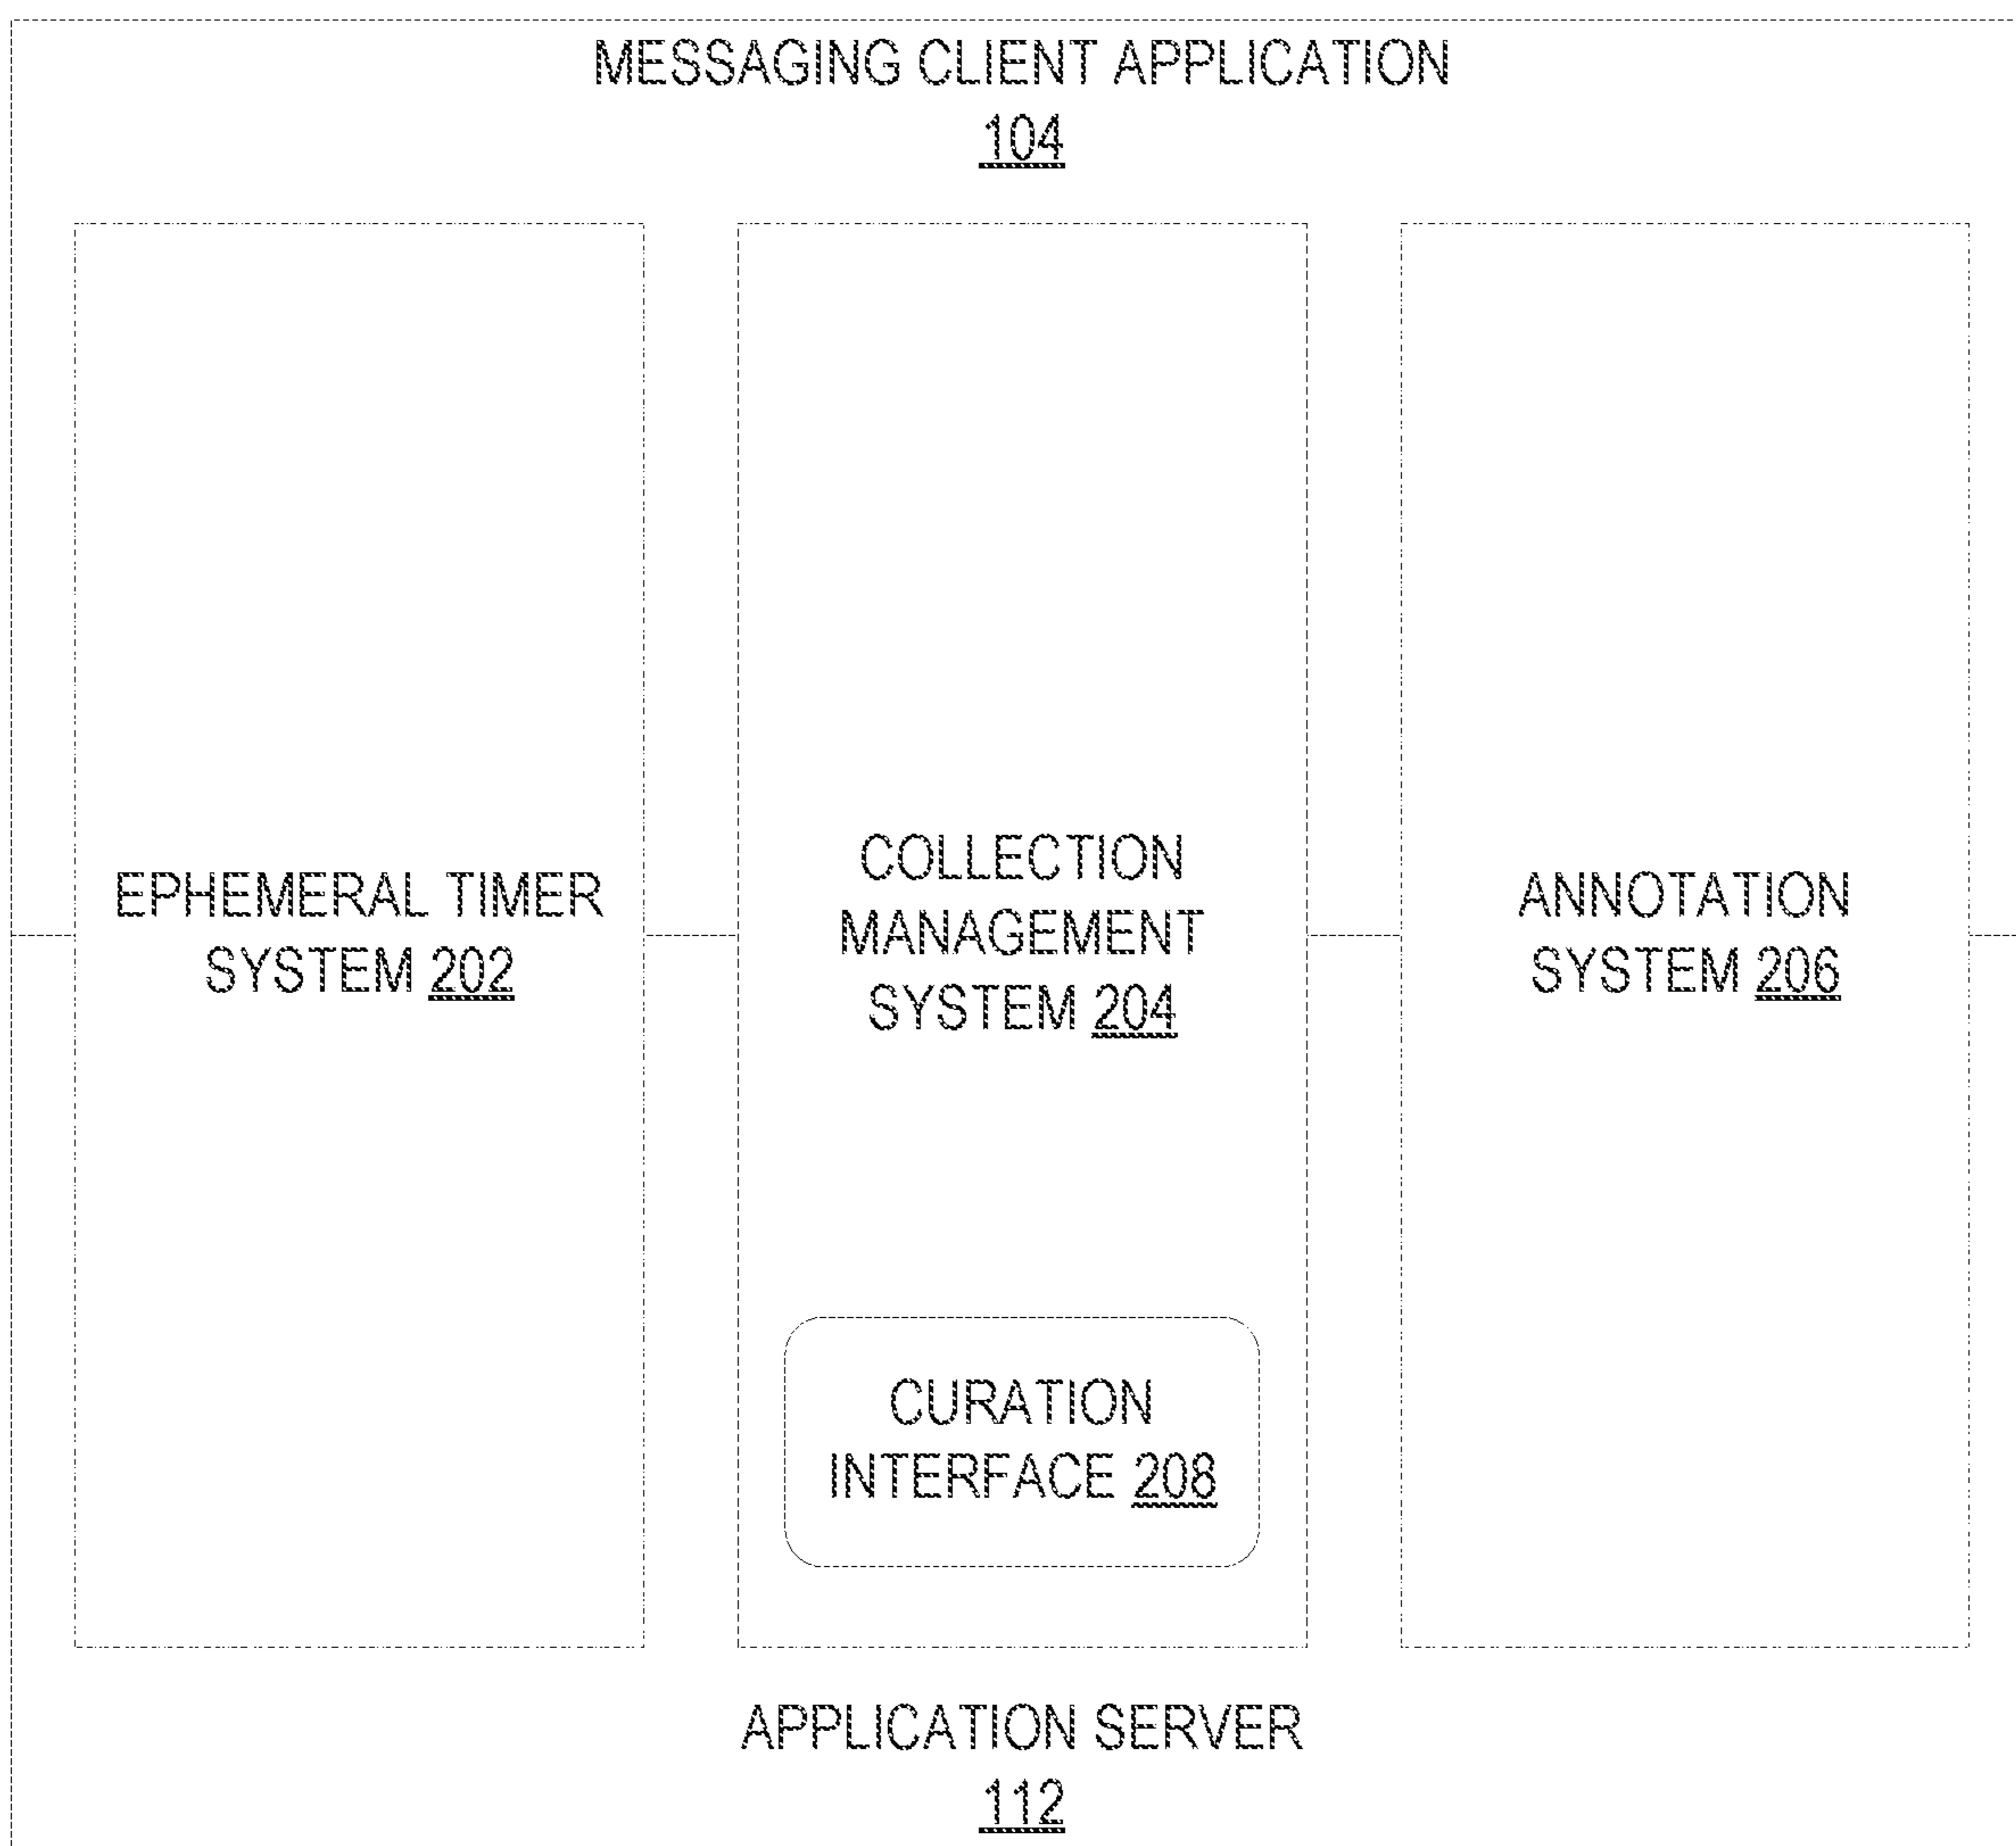 MESSAGING CLIENT APPLICATION
104
EPHEMERAL TIMER
SYSTEM 202
COLLECTION
MANAGEMENT
SYSTEM 204
ANNOTATION
SYSTEM 206
CURATION
INTERFACE 208
APPLICATION SERVER
112